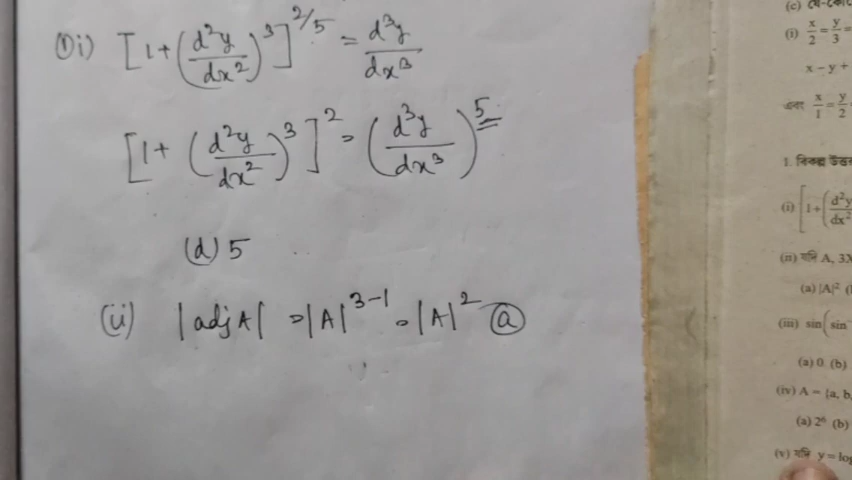 ①i) [1+(d²y/dx²)³]^2/5 = d³y/dx³
[1+(d²y/dx²)³]² = (d³y/dx³)^5
(d) 5
(ii) |adj A| = |A|^3-1 = |A|² ⓐ
(c)
(i) x/2 = y/3 =
x − y +
এবং x/1 = y/2
1. বিকল্প উত্ত
(i) [1+(d²y/dx²
(ii) যদি A, 3X
(a) |A|² (
(iii) sin(sin⁻
(a) 0 (b)
(iv) A = {a, b,
(a) 2⁶ (b)
(v) যদি y = log